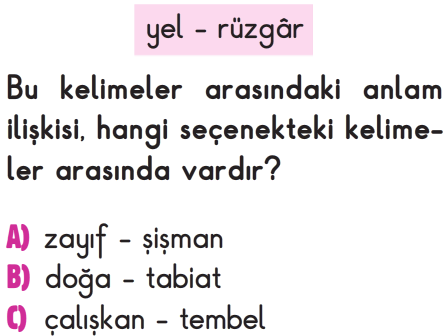 yel - rüzgâr
Bu kelimeler arasındaki anlam
ilişkisi, hangi seçenekteki kelime-
ler arasında vardır?
A) zayıf - şişman
B) doğa - tabiat
C) çalışkan - tembel